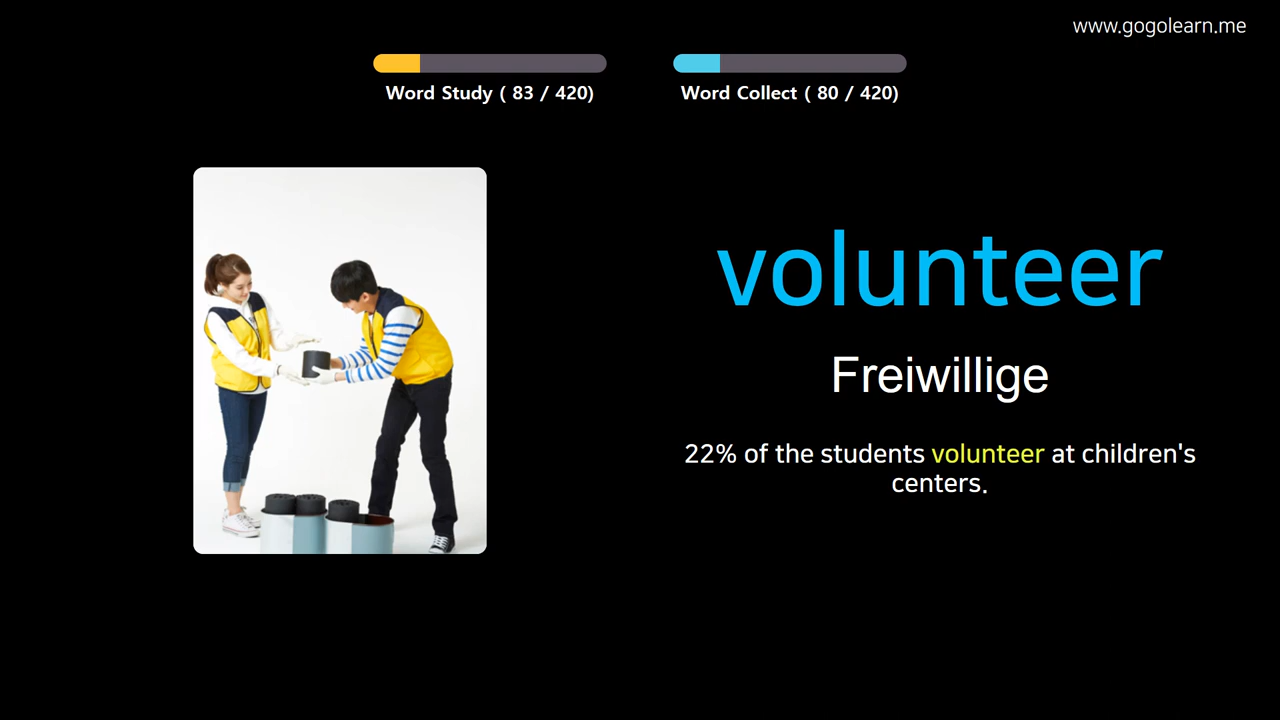 www.gogolearn.me
Word Study ( 83 / 420)
Word Collect ( 80 / 420)
volunteer
Freiwillige
22% of the students volunteer at children's
centers.